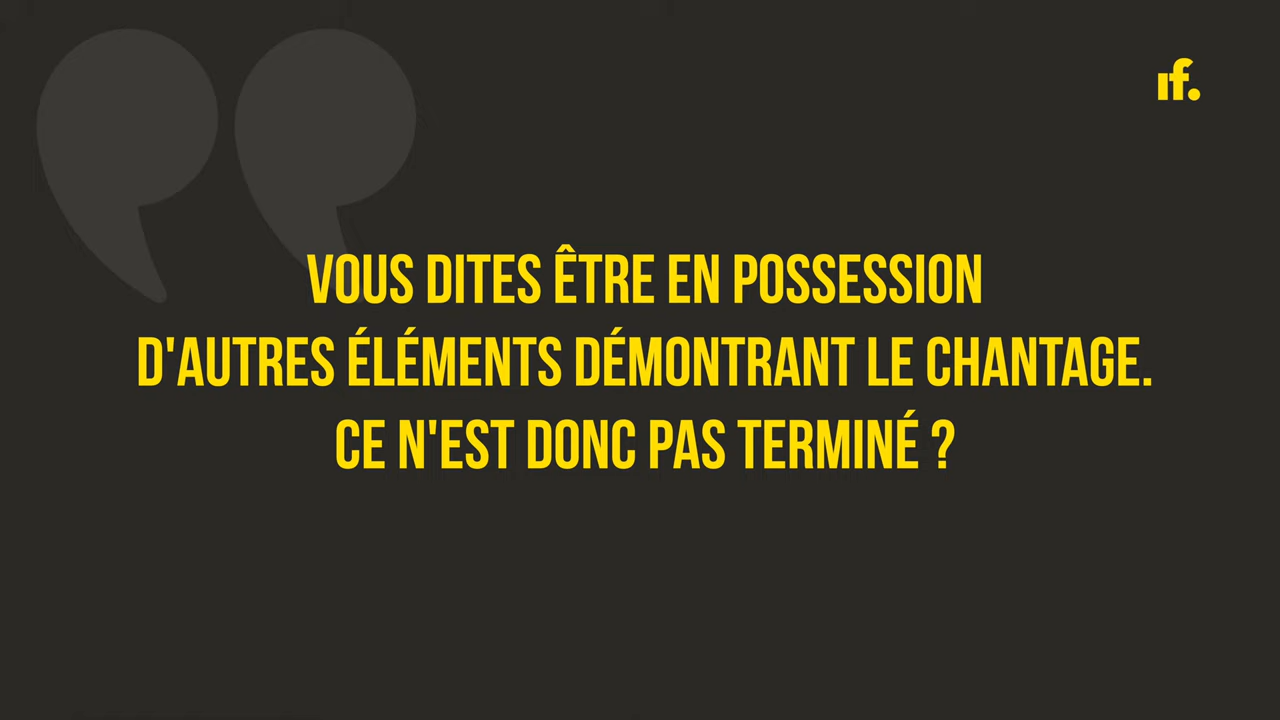 if.
VOUS DITES ÊTRE EN POSSESSION
D'AUTRES ÉLÉMENTS DÉMONTRANT LE CHANTAGE.
CE N'EST DONC PAS TERMINÉ ?